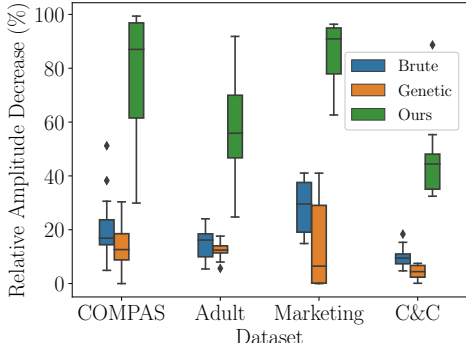 Relative Amplitude Decrease (%)
100
80
60
40
20
0
Brute
Genetic
Ours
COMPAS
Adult
Marketing
C&C
Dataset